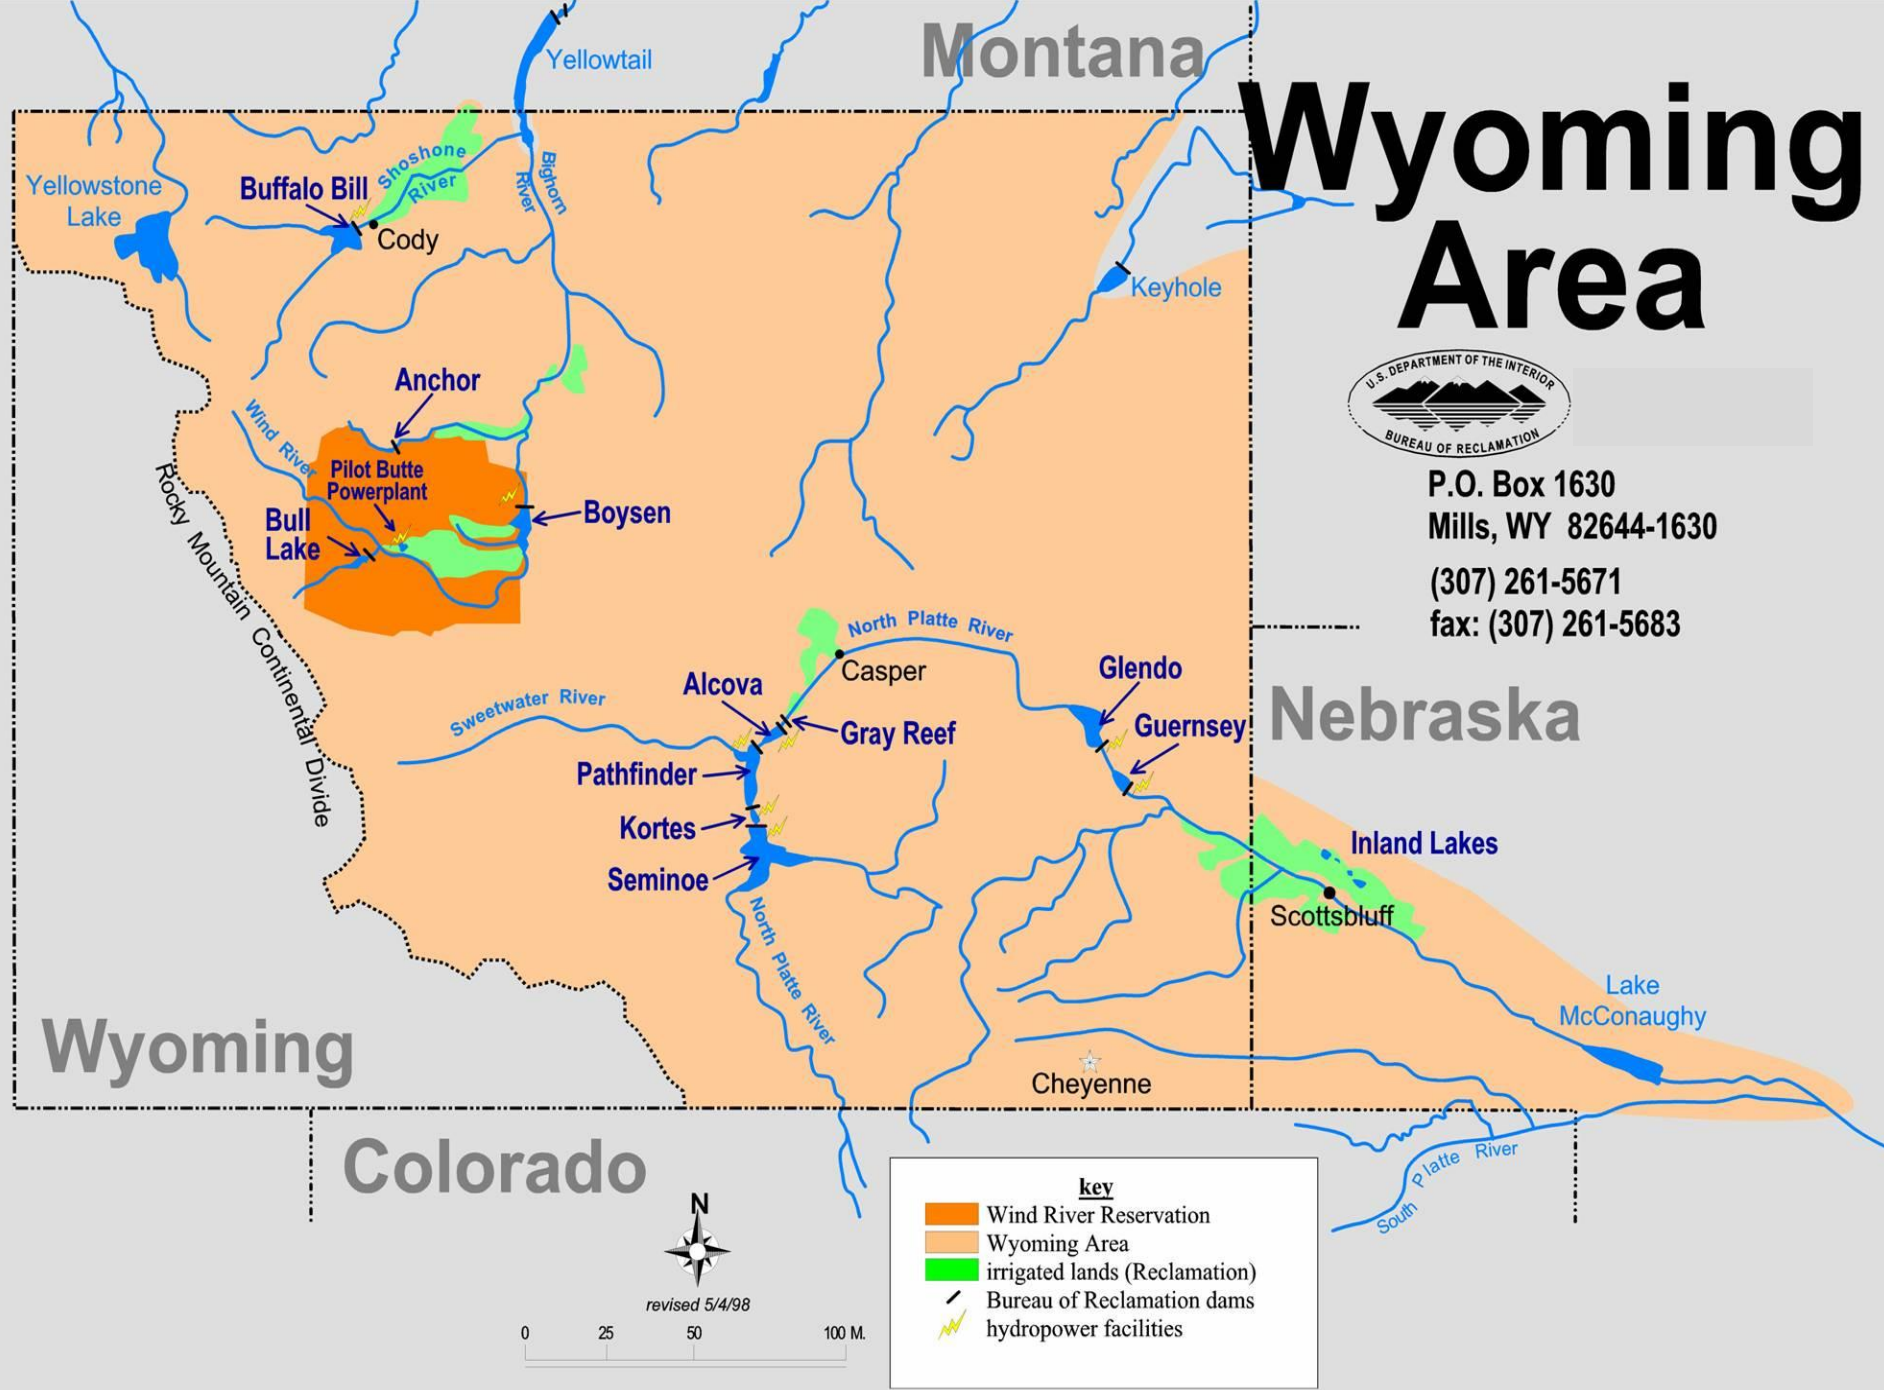 Montana
Wyoming
Area
U.S. DEPARTMENT OF THE INTERIOR
BUREAU OF RECLAMATION
P.O. Box 1630
Mills, WY 82644-1630
(307) 261-5671
fax: (307) 261-5683
Yellowtail
Yellowstone
Lake
Buffalo Bill
Shoshone
River
Cody
Bighorn
River
Keyhole
Anchor
Wind River
Pilot Butte
Powerplant
Bull
Lake
Boysen
Rocky Mountain Continental Divide
North Platte River
Casper
Alcova
Gray Reef
Sweetwater River
Pathfinder
Kortes
Seminoe
North Platte River
Glendo
Guernsey
Nebraska
Inland Lakes
Scottsbluff
Lake
McConaughy
Wyoming
Cheyenne
Colorado
South Platte River
N
revised 5/4/98
0 25 50 100 M.
key
Wind River Reservation
Wyoming Area
irrigated lands (Reclamation)
Bureau of Reclamation dams
hydropower facilities